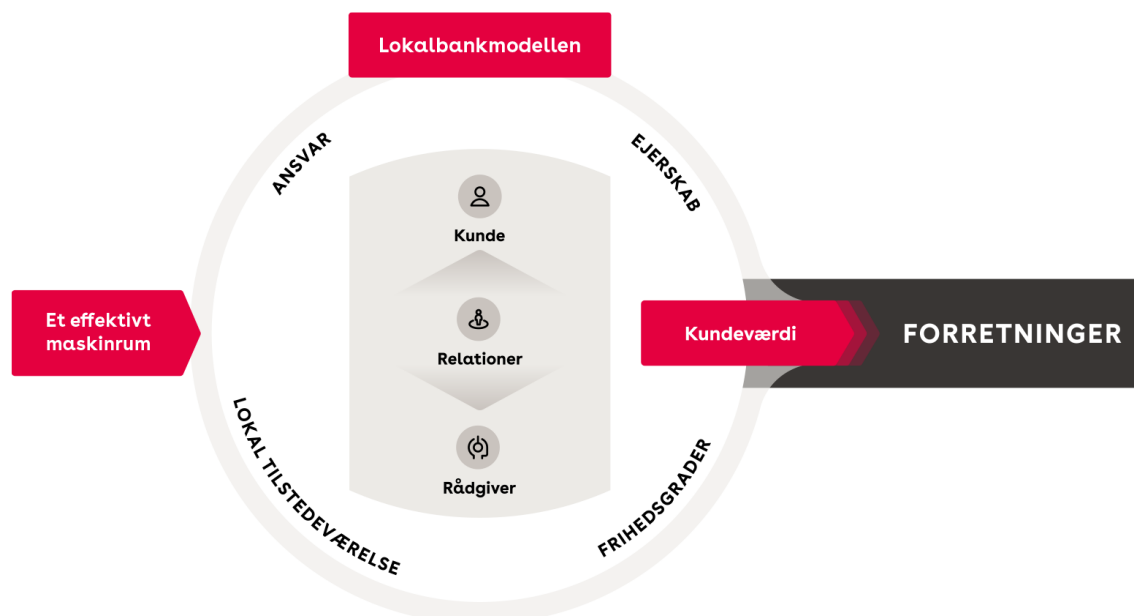 Lokalbankmodellen
ANSVAR
EJERSKAB
Kunde
Et effektivt
maskinrum
Relationer
Kundeværdi
FORRETNINGER
LOKAL TILSTEDEVÆRELSE
Rådgiver
FRIHEDSGRADER